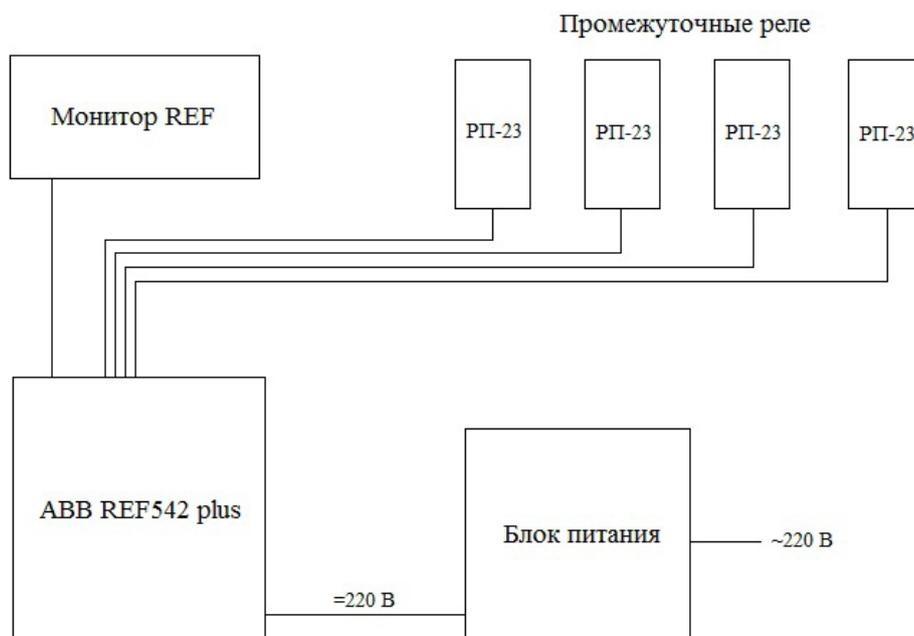 Промежуточные реле
Монитор REF
РП-23
РП-23
РП-23
РП-23
ABB REF542 plus
Блок питания
~220 В
=220 В